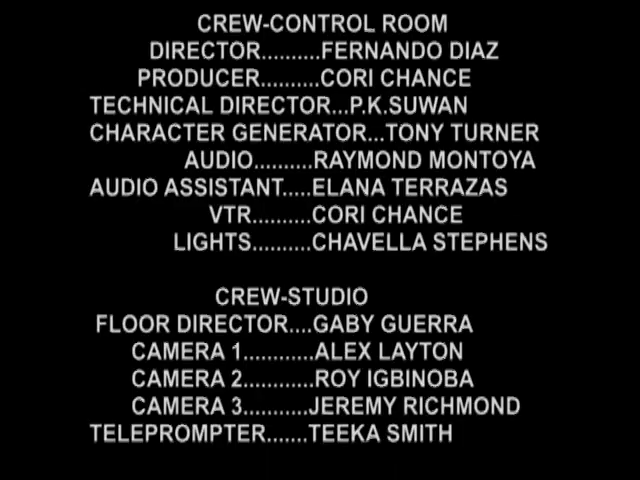 CREW-CONTROL ROOM
DIRECTOR..........FERNANDO DIAZ
PRODUCER..........CORI CHANCE
TECHNICAL DIRECTOR...P.K.SUWAN
CHARACTER GENERATOR...TONY TURNER
AUDIO..........RAYMOND MONTOYA
AUDIO ASSISTANT.....ELANA TERRAZAS
VTR..........CORI CHANCE
LIGHTS..........CHAVELLA STEPHENS
CREW-STUDIO
FLOOR DIRECTOR....GABY GUERRA
CAMERA 1............ALEX LAYTON
CAMERA 2............ROY IGBINOBA
CAMERA 3...........JEREMY RICHMOND
TELEPROMPTER.......TEEKA SMITH